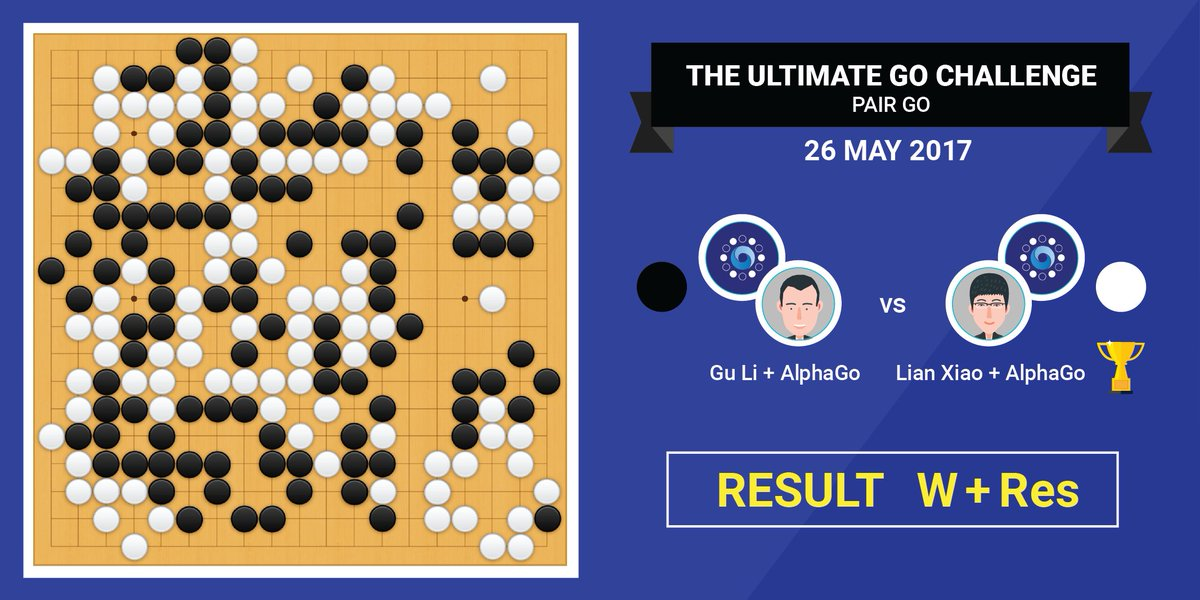 THE ULTIMATE GO CHALLENGE
PAIR GO
26 MAY 2017
vs
Gu Li + AlphaGo
Lian Xiao + AlphaGo
RESULT W + Res